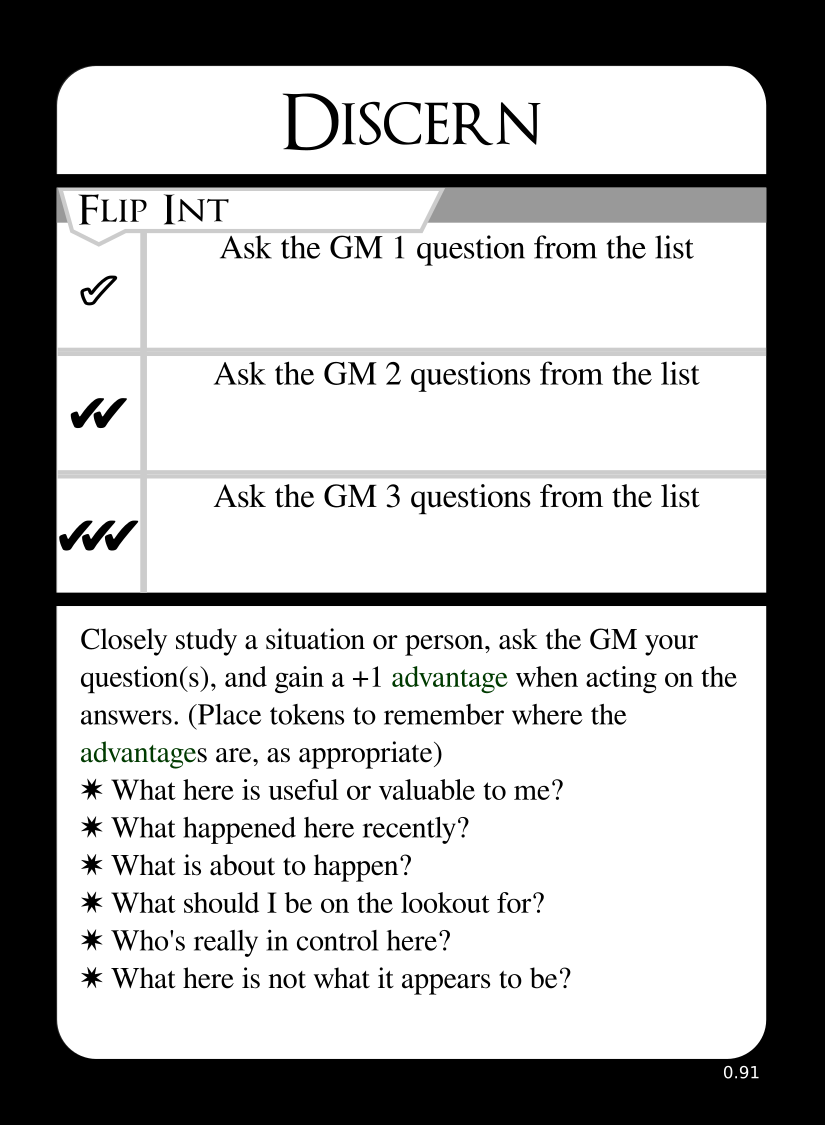 Discern
Flip Int
Ask the GM 1 question from the list
✓
Ask the GM 2 questions from the list
✔✔
Ask the GM 3 questions from the list
✔✔✔
Closely study a situation or person, ask the GM your
question(s), and gain a +1 advantage when acting on the
answers. (Place tokens to remember where the
advantages are, as appropriate)
✷ What here is useful or valuable to me?
✷ What happened here recently?
✷ What is about to happen?
✷ What should I be on the lookout for?
✷ Who's really in control here?
✷ What here is not what it appears to be?
0.91